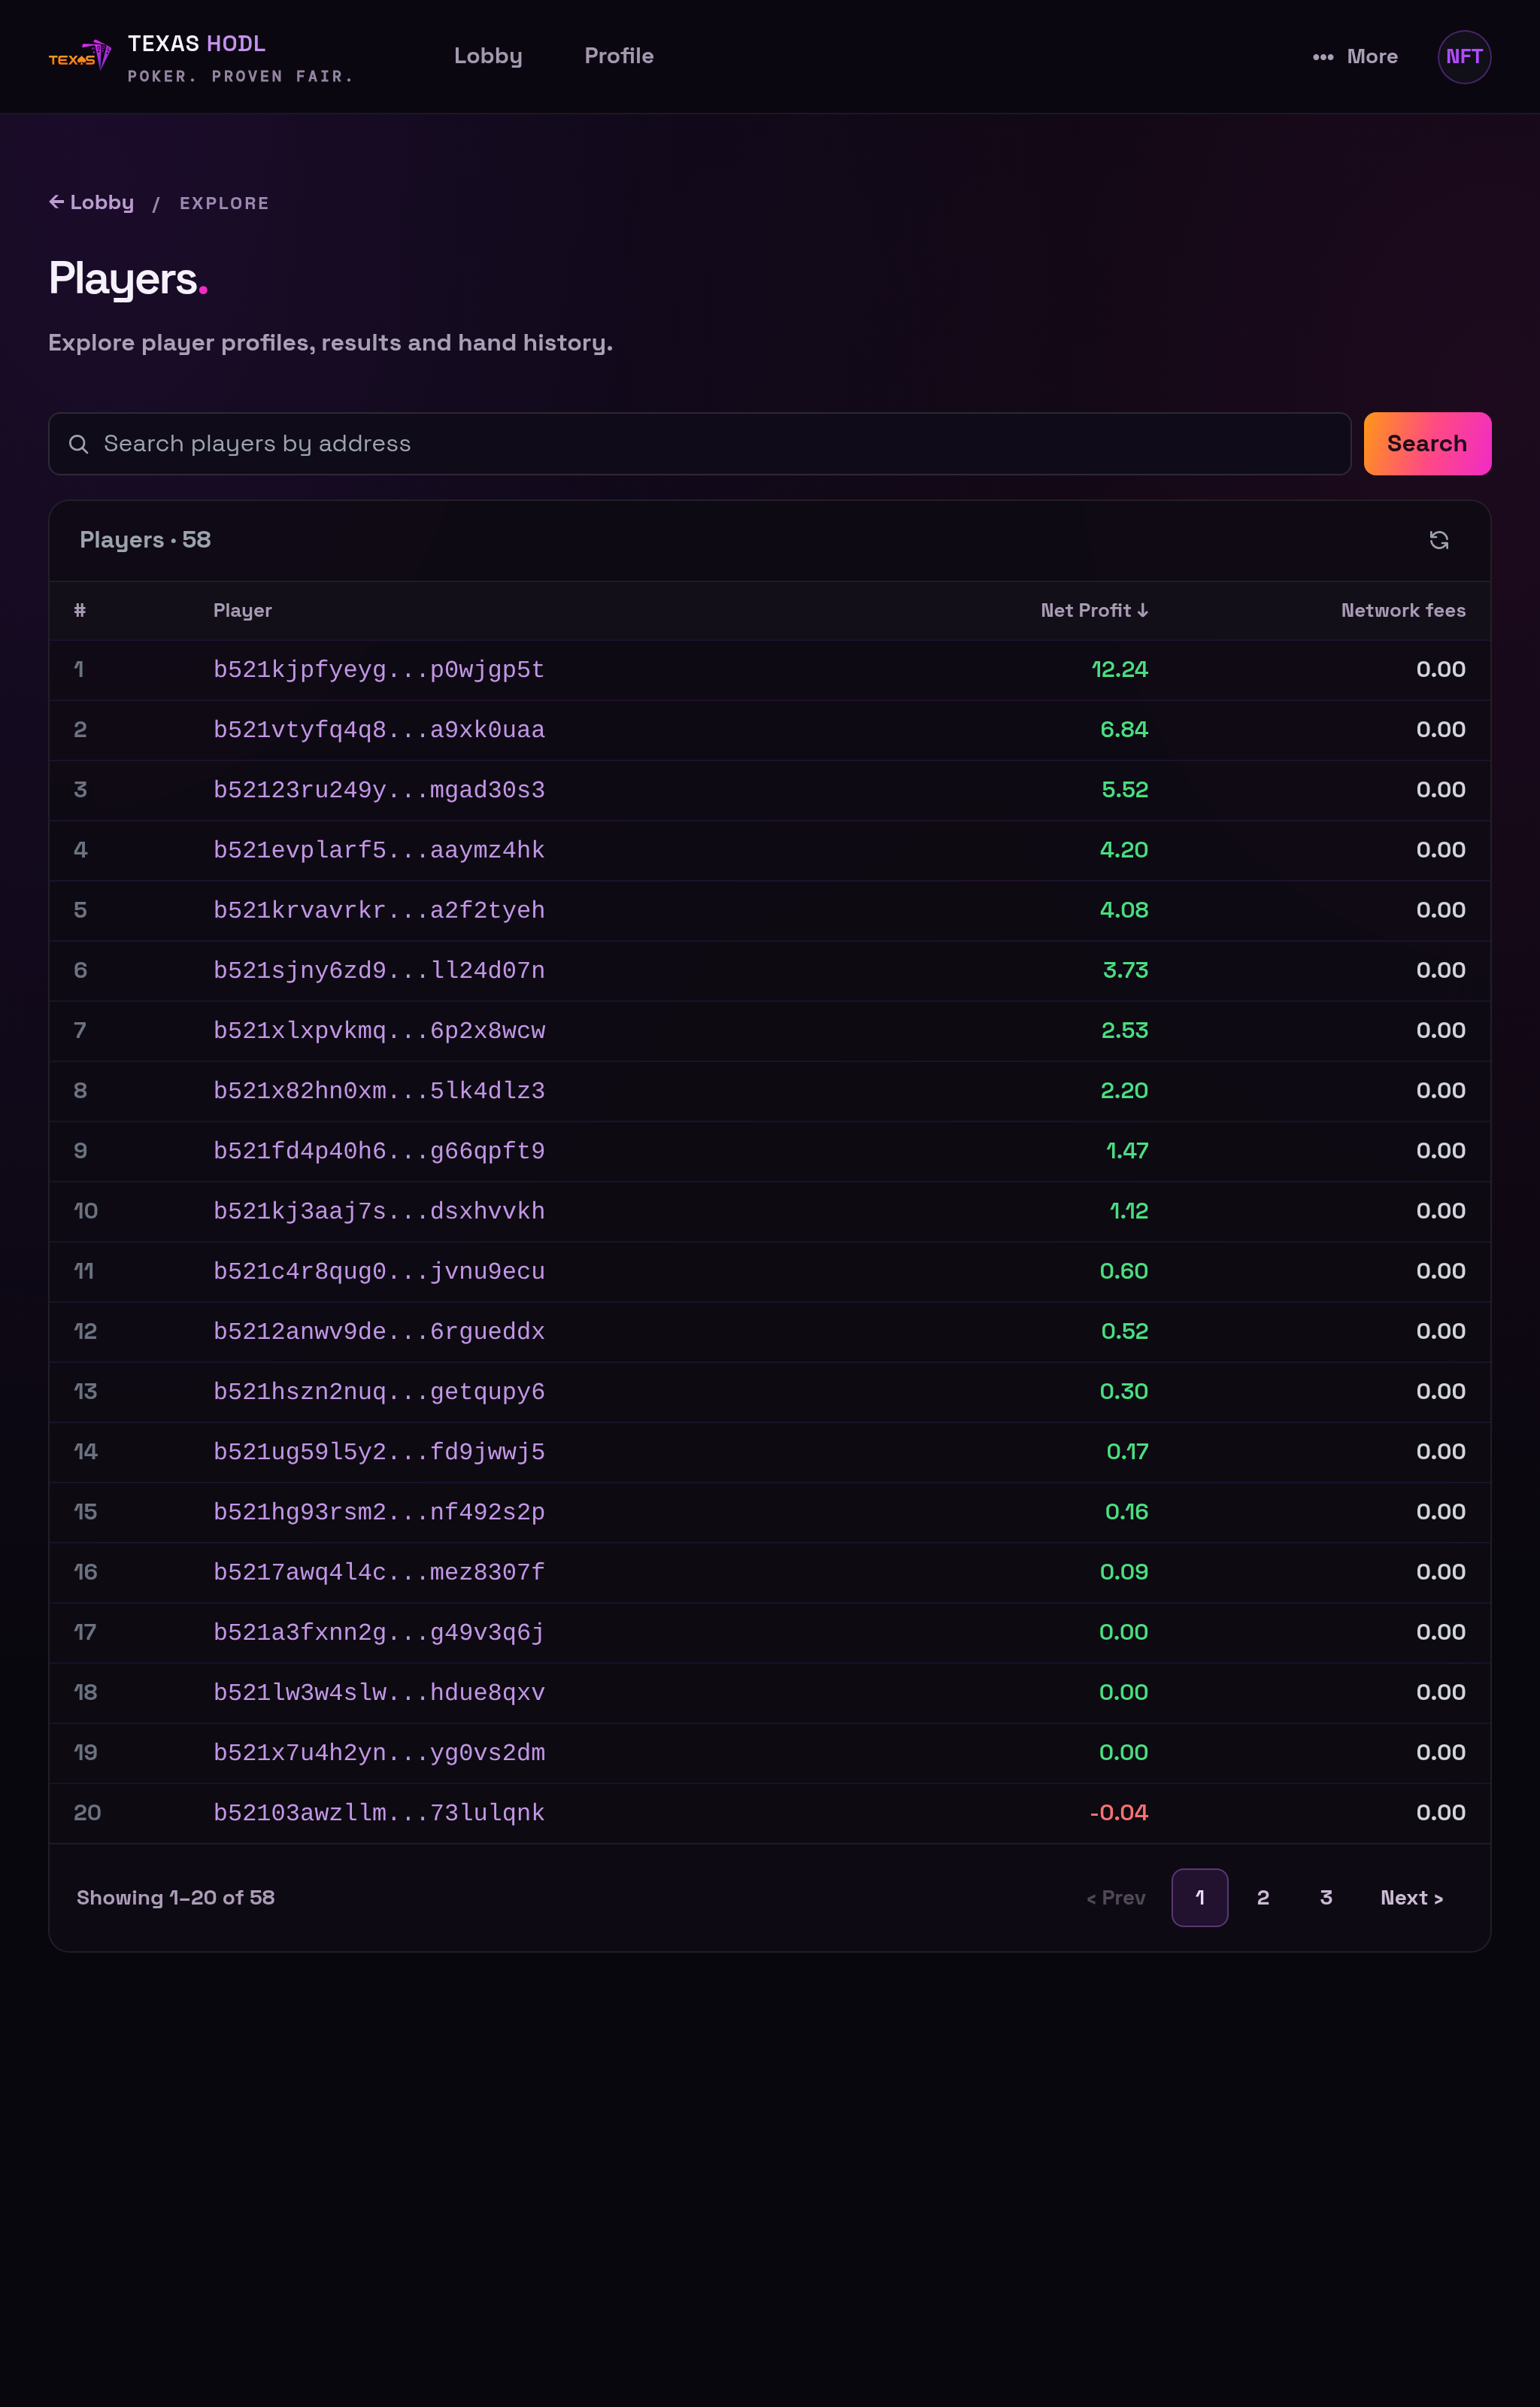 TEXAS
TEXAS HODL
POKER. PROVEN FAIR.
Lobby
Profile
••• More
NFT
← Lobby / EXPLORE
Players.
Explore player profiles, results and hand history.
Search players by address
Search
Players · 58
# Player Net Profit ↓ Network fees
1 b521kjpfyeyg...p0wjgp5t 12.24 0.00
2 b521vtyfq4q8...a9xk0uaa 6.84 0.00
3 b52123ru249y...mgad30s3 5.52 0.00
4 b521evplarf5...aaymz4hk 4.20 0.00
5 b521krvavrkr...a2f2tyeh 4.08 0.00
6 b521sjny6zd9...ll24d07n 3.73 0.00
7 b521xlxpvkmq...6p2x8wcw 2.53 0.00
8 b521x82hn0xm...5lk4dlz3 2.20 0.00
9 b521fd4p40h6...g66qpft9 1.47 0.00
10 b521kj3aaj7s...dsxhvvkh 1.12 0.00
11 b521c4r8qug0...jvnu9ecu 0.60 0.00
12 b5212anwv9de...6rgueddx 0.52 0.00
13 b521hszn2nuq...getqupy6 0.30 0.00
14 b521ug59l5y2...fd9jwwj5 0.17 0.00
15 b521hg93rsm2...nf492s2p 0.16 0.00
16 b5217awq4l4c...mez8307f 0.09 0.00
17 b521a3fxnn2g...g49v3q6j 0.00 0.00
18 b521lw3w4slw...hdue8qxv 0.00 0.00
19 b521x7u4h2yn...yg0vs2dm 0.00 0.00
20 b52103awzllm...73lulqnk -0.04 0.00
Showing 1–20 of 58
‹ Prev 1 2 3 Next ›